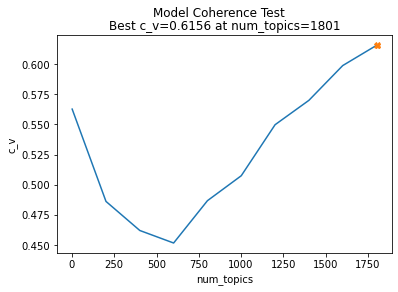 Model Coherence Test
Best c_v=0.6156 at num_topics=1801
0.600
0.575
0.550
0.525
0.500
0.475
0.450
c_v
0 250 500 750 1000 1250 1500 1750
num_topics